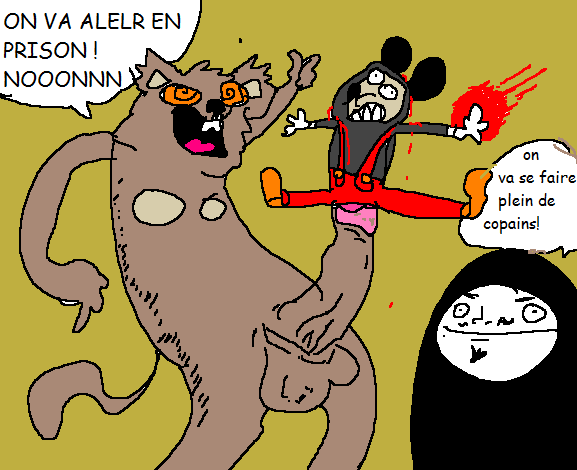 ON VA ALELR EN
PRISON !
NOOONNN
on
va se faire
plein de
copains!